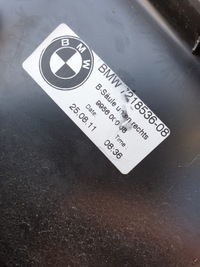 BMW
BMW 7218536-08
B-Säule unten rechts
Date: Time
25.08.11 08:36